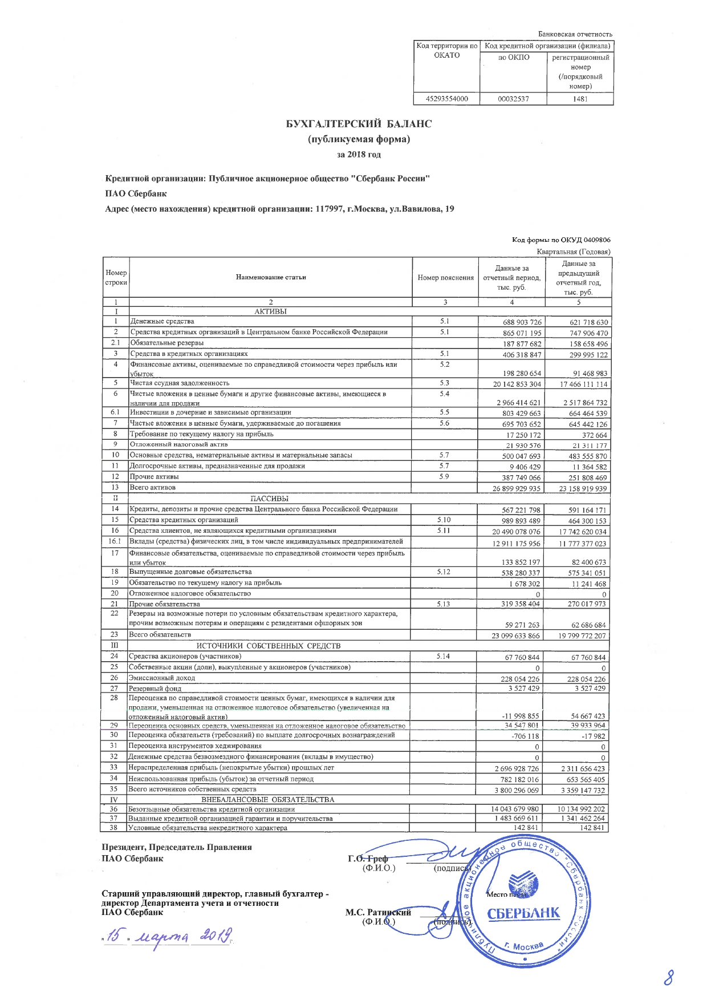 Банковская отчетность
Код территории по ОКАТО | Код кредитной организации (филиала)
по ОКПО | регистрационный номер (/порядковый номер)
45293554000 | 00032537 | 1481
БУХГАЛТЕРСКИЙ БАЛАНС
(публикуемая форма)
за 2018 год
Кредитной организации: Публичное акционерное общество "Сбербанк России"
ПАО Сбербанк
Адрес (место нахождения) кредитной организации: 117997, г.Москва, ул.Вавилова, 19
Код формы по ОКУД 0409806
Квартальная (Годовая)
Номер строки | Наименование статьи | Номер пояснения | Данные за отчетный период, тыс. руб. | Данные за предыдущий отчетный год, тыс. руб.
1 | 2 | 3 | 4 | 5
I | АКТИВЫ
1 | Денежные средства | 5.1 | 688 903 726 | 621 718 630
2 | Средства кредитных организаций в Центральном банке Российской Федерации | 5.1 | 865 071 195 | 747 906 470
2.1 | Обязательные резервы | 187 877 682 | 158 658 496
3 | Средства в кредитных организациях | 5.1 | 406 318 847 | 299 995 122
4 | Финансовые активы, оцениваемые по справедливой стоимости через прибыль или убыток | 5.2 | 198 280 654 | 91 468 983
5 | Чистая ссудная задолженность | 5.3 | 20 142 853 304 | 17 466 111 114
6 | Чистые вложения в ценные бумаги и другие финансовые активы, имеющиеся в наличии для продажи | 5.4 | 2 966 414 621 | 2 517 864 732
6.1 | Инвестиции в дочерние и зависимые организации | 5.5 | 803 429 663 | 664 464 539
7 | Чистые вложения в ценные бумаги, удерживаемые до погашения | 5.6 | 695 703 652 | 645 442 126
8 | Требование по текущему налогу на прибыль | 17 250 172 | 372 664
9 | Отложенный налоговый актив | 21 930 576 | 21 311 177
10 | Основные средства, нематериальные активы и материальные запасы | 5.7 | 500 047 693 | 483 555 870
11 | Долгосрочные активы, предназначенные для продажи | 5.7 | 9 406 429 | 11 364 582
12 | Прочие активы | 5.9 | 387 749 066 | 251 808 469
13 | Всего активов | 26 899 929 935 | 23 158 919 939
II | ПАССИВЫ
14 | Кредиты, депозиты и прочие средства Центрального банка Российской Федерации | 567 221 798 | 591 164 171
15 | Средства кредитных организаций | 5.10 | 989 893 489 | 464 300 153
16 | Средства клиентов, не являющихся кредитными организациями | 5.11 | 20 490 078 076 | 17 742 620 034
16.1 | Вклады (средства) физических лиц, в том числе индивидуальных предпринимателей | 12 911 175 956 | 11 777 377 023
17 | Финансовые обязательства, оцениваемые по справедливой стоимости через прибыль или убыток | 133 852 197 | 82 400 673
18 | Выпущенные долговые обязательства | 5.12 | 538 280 337 | 575 341 051
19 | Обязательство по текущему налогу на прибыль | 1 678 302 | 11 241 468
20 | Отложенное налоговое обязательство | 0 | 0
21 | Прочие обязательства | 5.13 | 319 358 404 | 270 017 973
22 | Резервы на возможные потери по условным обязательствам кредитного характера, прочим возможным потерям и операциям с резидентами офшорных зон | 59 271 263 | 62 686 684
23 | Всего обязательств | 23 099 633 866 | 19 799 772 207
III | ИСТОЧНИКИ СОБСТВЕННЫХ СРЕДСТВ
24 | Средства акционеров (участников) | 5.14 | 67 760 844 | 67 760 844
25 | Собственные акции (доли), выкупленные у акционеров (участников) | 0 | 0
26 | Эмиссионный доход | 228 054 226 | 228 054 226
27 | Резервный фонд | 3 527 429 | 3 527 429
28 | Переоценка по справедливой стоимости ценных бумаг, имеющихся в наличии для продажи, уменьшенная на отложенное налоговое обязательство (увеличенная на отложенный налоговый актив) | -11 998 855 | 54 667 423
29 | Переоценка основных средств, уменьшенная на отложенное налоговое обязательство | 34 547 801 | 39 933 964
30 | Переоценка обязательств (требований) по выплате долгосрочных вознаграждений | -706 118 | -17 982
31 | Переоценка инструментов хеджирования | 0 | 0
32 | Денежные средства безвозмездного финансирования (вклады в имущество) | 0 | 0
33 | Нераспределенная прибыль (непокрытые убытки) прошлых лет | 2 696 928 726 | 2 311 656 423
34 | Неиспользованная прибыль (убыток) за отчетный период | 782 182 016 | 653 565 405
35 | Всего источников собственных средств | 3 800 296 069 | 3 359 147 732
IV | ВНЕБАЛАНСОВЫЕ ОБЯЗАТЕЛЬСТВА
36 | Безотзывные обязательства кредитной организации | 14 043 679 980 | 10 134 992 202
37 | Выданные кредитной организацией гарантии и поручительства | 1 483 669 611 | 1 341 462 264
38 | Условные обязательства некредитного характера | 142 841 | 142 841
Президент, Председатель Правления
ПАО Сбербанк Г.О. Греф
(Ф.И.О.) (подпись)
Старший управляющий директор, главный бухгалтер -
директор Департамента учета и отчетности
ПАО Сбербанк М.С. Ратинский
(Ф.И.О.) (подпись)
Место
Публичное акционерное общество "Сбербанк России"
СБЕРБАНК
г. Москва
"15" марта 2019 г.
8